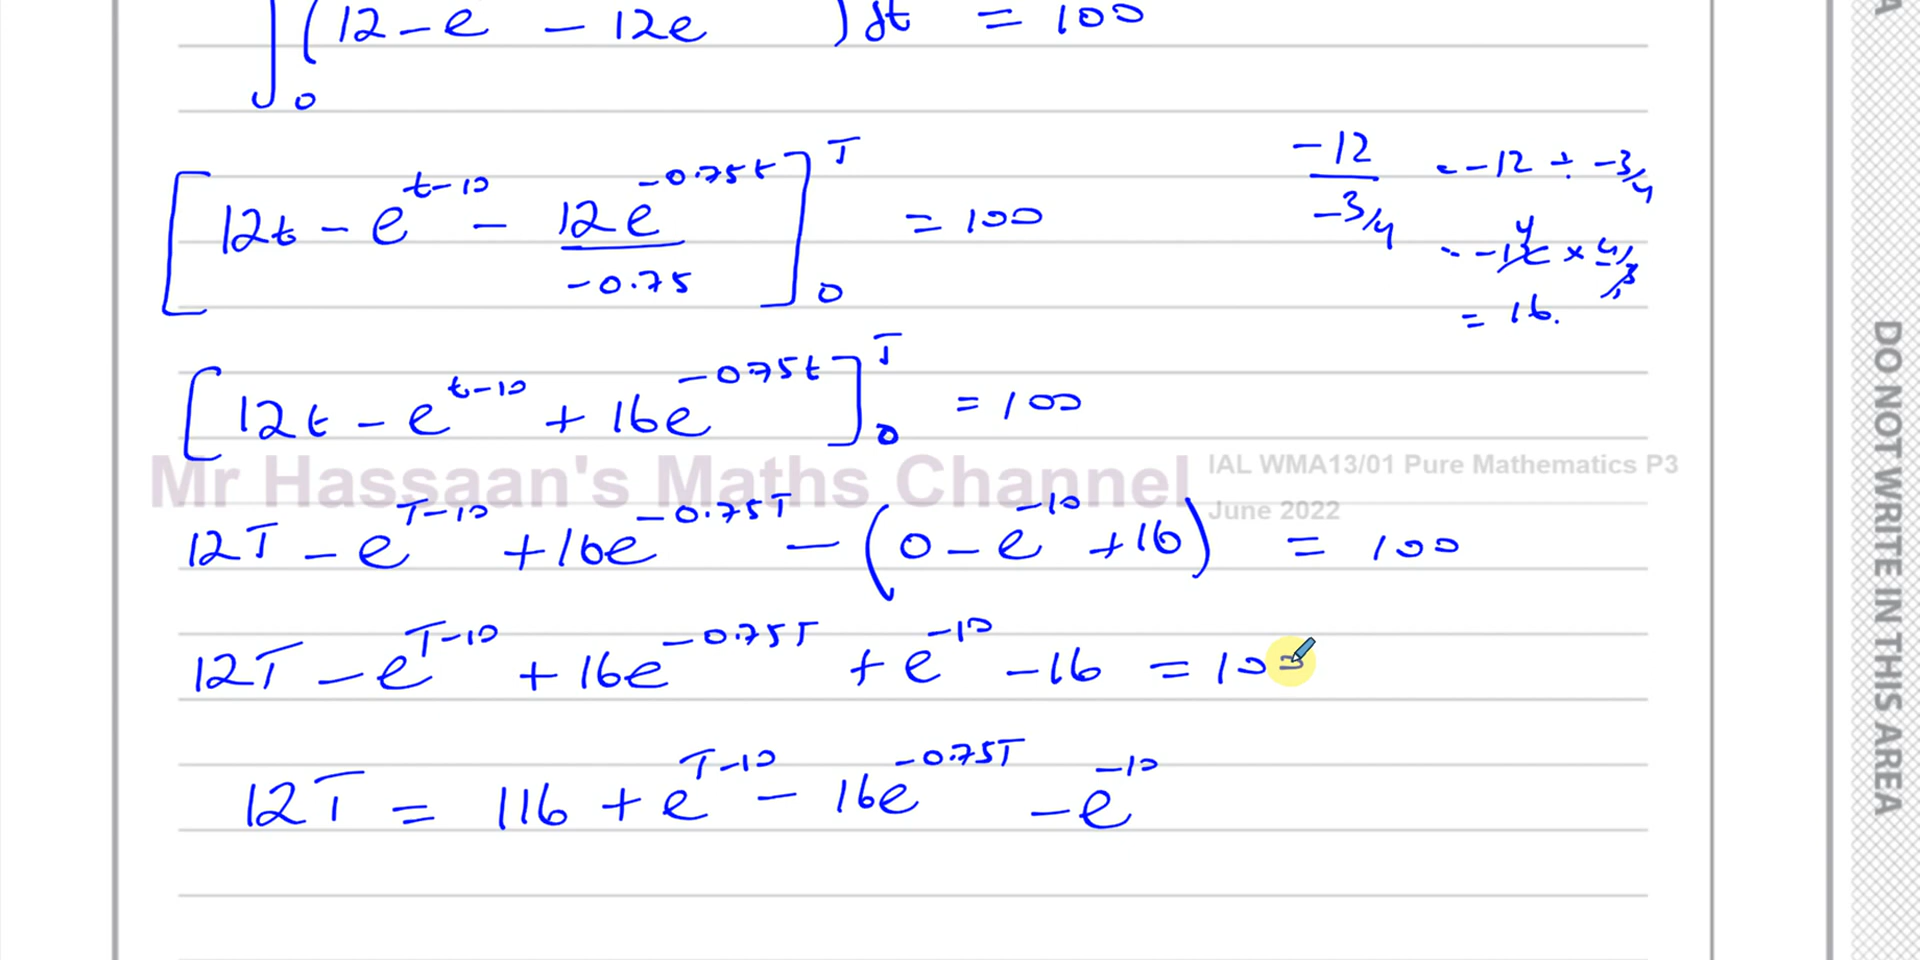 ∫₀ (12 - e - 12e ) dt = 100
[12t - e^(t-10) - 12e^(-0.75t)/-0.75]₀^T = 100
-12/(-3/4) = -12 ÷ -3/4
= -12 × 4/-3
4
= 16.
[12t - e^(t-10) + 16e^(-0.75t)]₀^T = 100
Mr Hassaan's Maths Channel
IAL WMA13/01 Pure Mathematics P3
June 2022
12T - e^(T-10) + 16e^(-0.75T) - (0 - e^(-10) + 16) = 100
12T - e^(T-10) + 16e^(-0.75T) + e^(-10) - 16 = 100
12T = 116 + e^(T-10) - 16e^(-0.75T) - e^(-10)
A
DO NOT WRITE IN THIS AREA